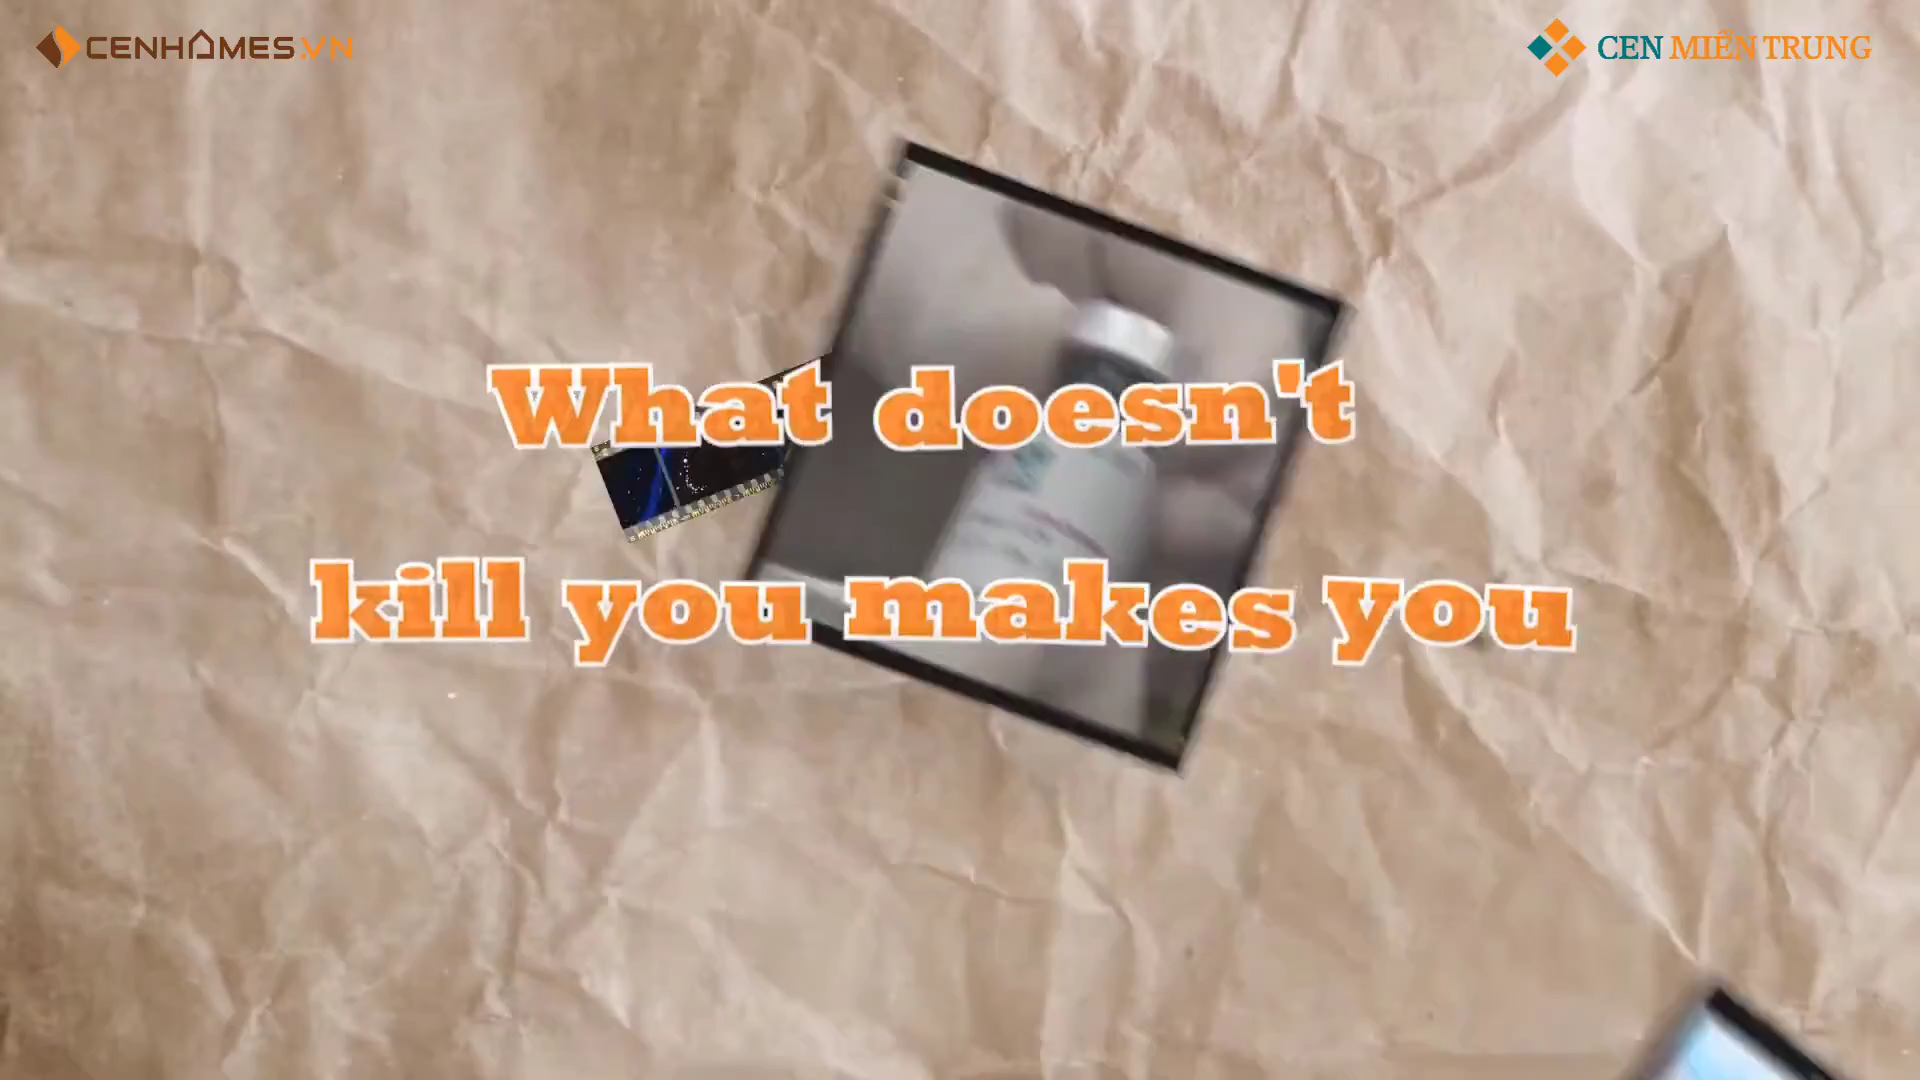 CENHOMES.VN
CEN MIỀN TRUNG
What doesn't
kill you makes you